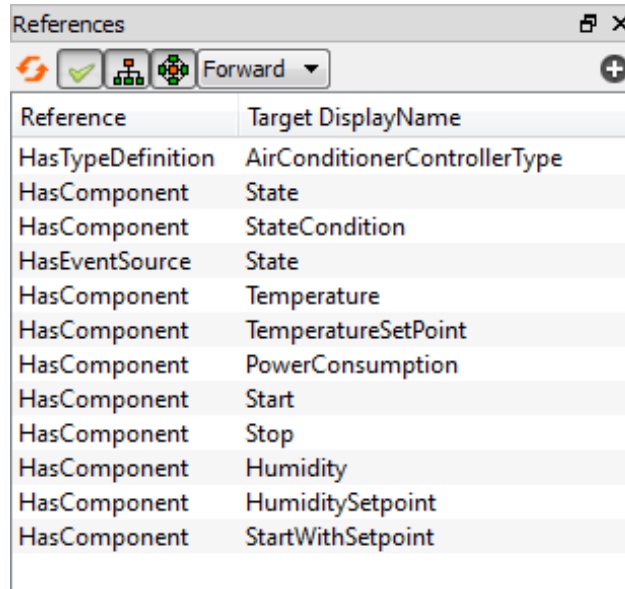 References
Forward
Reference Target DisplayName
HasTypeDefinition AirConditionerControllerType
HasComponent State
HasComponent StateCondition
HasEventSource State
HasComponent Temperature
HasComponent TemperatureSetPoint
HasComponent PowerConsumption
HasComponent Start
HasComponent Stop
HasComponent Humidity
HasComponent HumiditySetpoint
HasComponent StartWithSetpoint